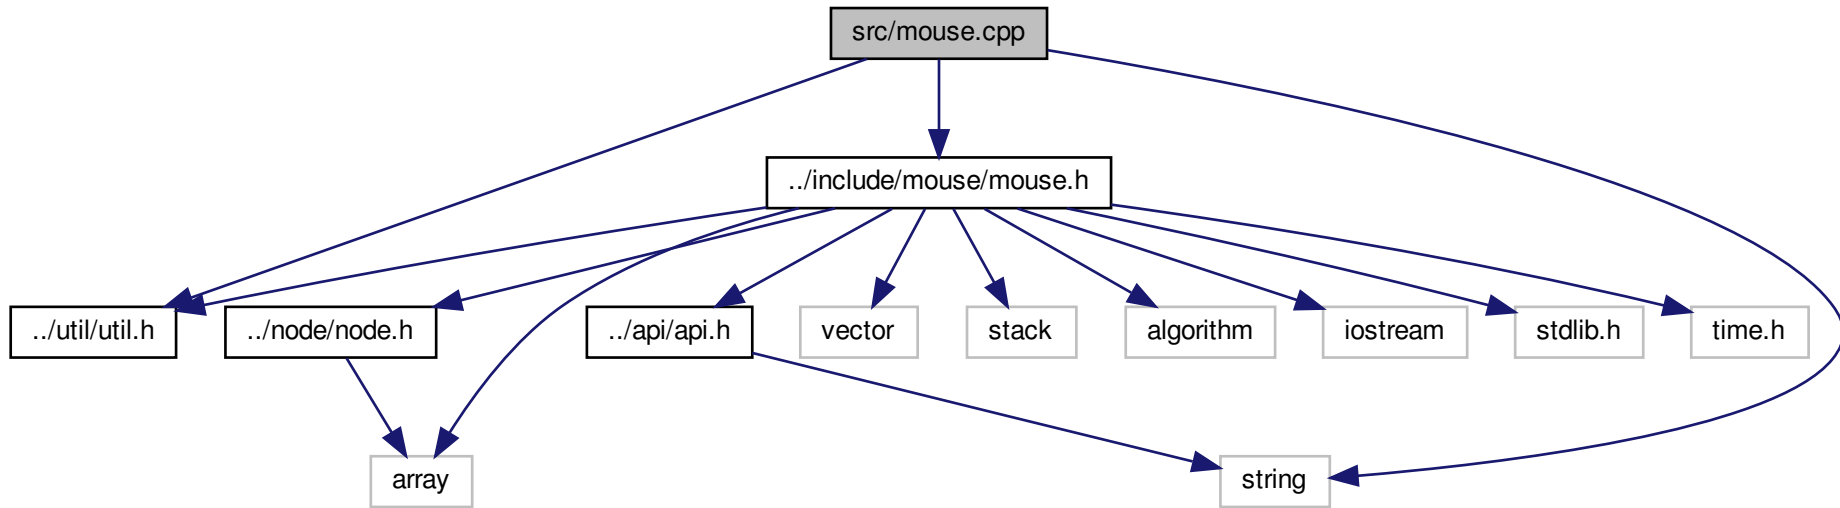 src/mouse.cpp
../include/mouse/mouse.h
../util/util.h
../node/node.h
../api/api.h
vector
stack
algorithm
iostream
stdlib.h
time.h
array
string